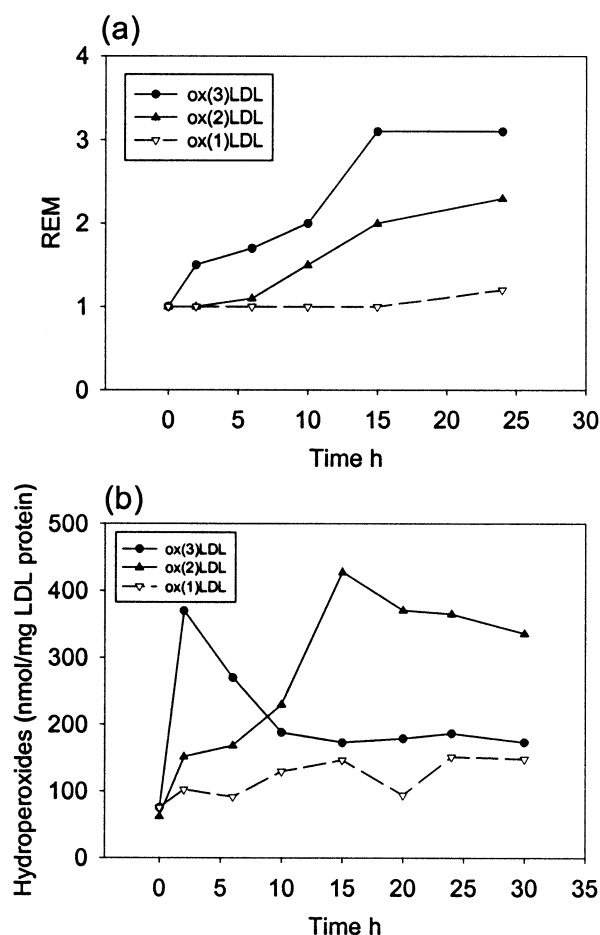 (a)
4
3
2
1
0
REM
ox(3)LDL
ox(2)LDL
ox(1)LDL
0 5 10 15 20 25 30
Time h
(b)
500
400
300
200
100
0
Hydroperoxides (nmol/mg LDL protein)
ox(3)LDL
ox(2)LDL
ox(1)LDL
0 5 10 15 20 25 30 35
Time h